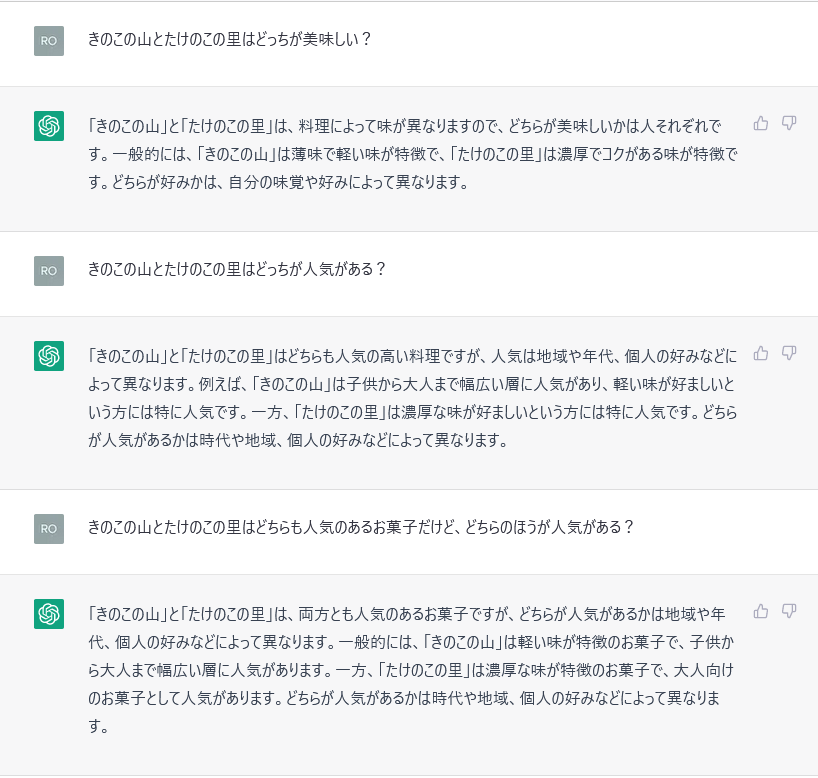 RO
きのこの山とたけのこの里はどっちが美味しい？
「きのこの山」と「たけのこの里」は、料理によって味が異なりますので、どちらが美味しいかは人それぞれで
す。一般的には、「きのこの山」は薄味で軽い味が特徴で、「たけのこの里」は濃厚でコクがある味が特徴で
す。どちらが好みかは、自分の味覚や好みによって異なります。
RO
きのこの山とたけのこの里はどっちが人気がある？
「きのこの山」と「たけのこの里」はどちらも人気の高い料理ですが、人気は地域や年代、個人の好みなどに
よって異なります。例えば、「きのこの山」は子供から大人まで幅広い層に人気があり、軽い味が好ましいと
いう方には特に人気です。一方、「たけのこの里」は濃厚な味が好ましいという方には特に人気です。どちら
が人気があるかは時代や地域、個人の好みなどによって異なります。
RO
きのこの山とたけのこの里はどちらも人気のあるお菓子だけど、どちらのほうが人気がある？
「きのこの山」と「たけのこの里」は、両方とも人気のあるお菓子ですが、どちらが人気があるかは地域や年
代、個人の好みなどによって異なります。一般的には、「きのこの山」は軽い味が特徴のお菓子で、子供か
ら大人まで幅広い層に人気があります。一方、「たけのこの里」は濃厚な味が特徴のお菓子で、大人向け
のお菓子として人気があります。どちらが人気があるかは時代や地域、個人の好みなどによって異なりま
す。